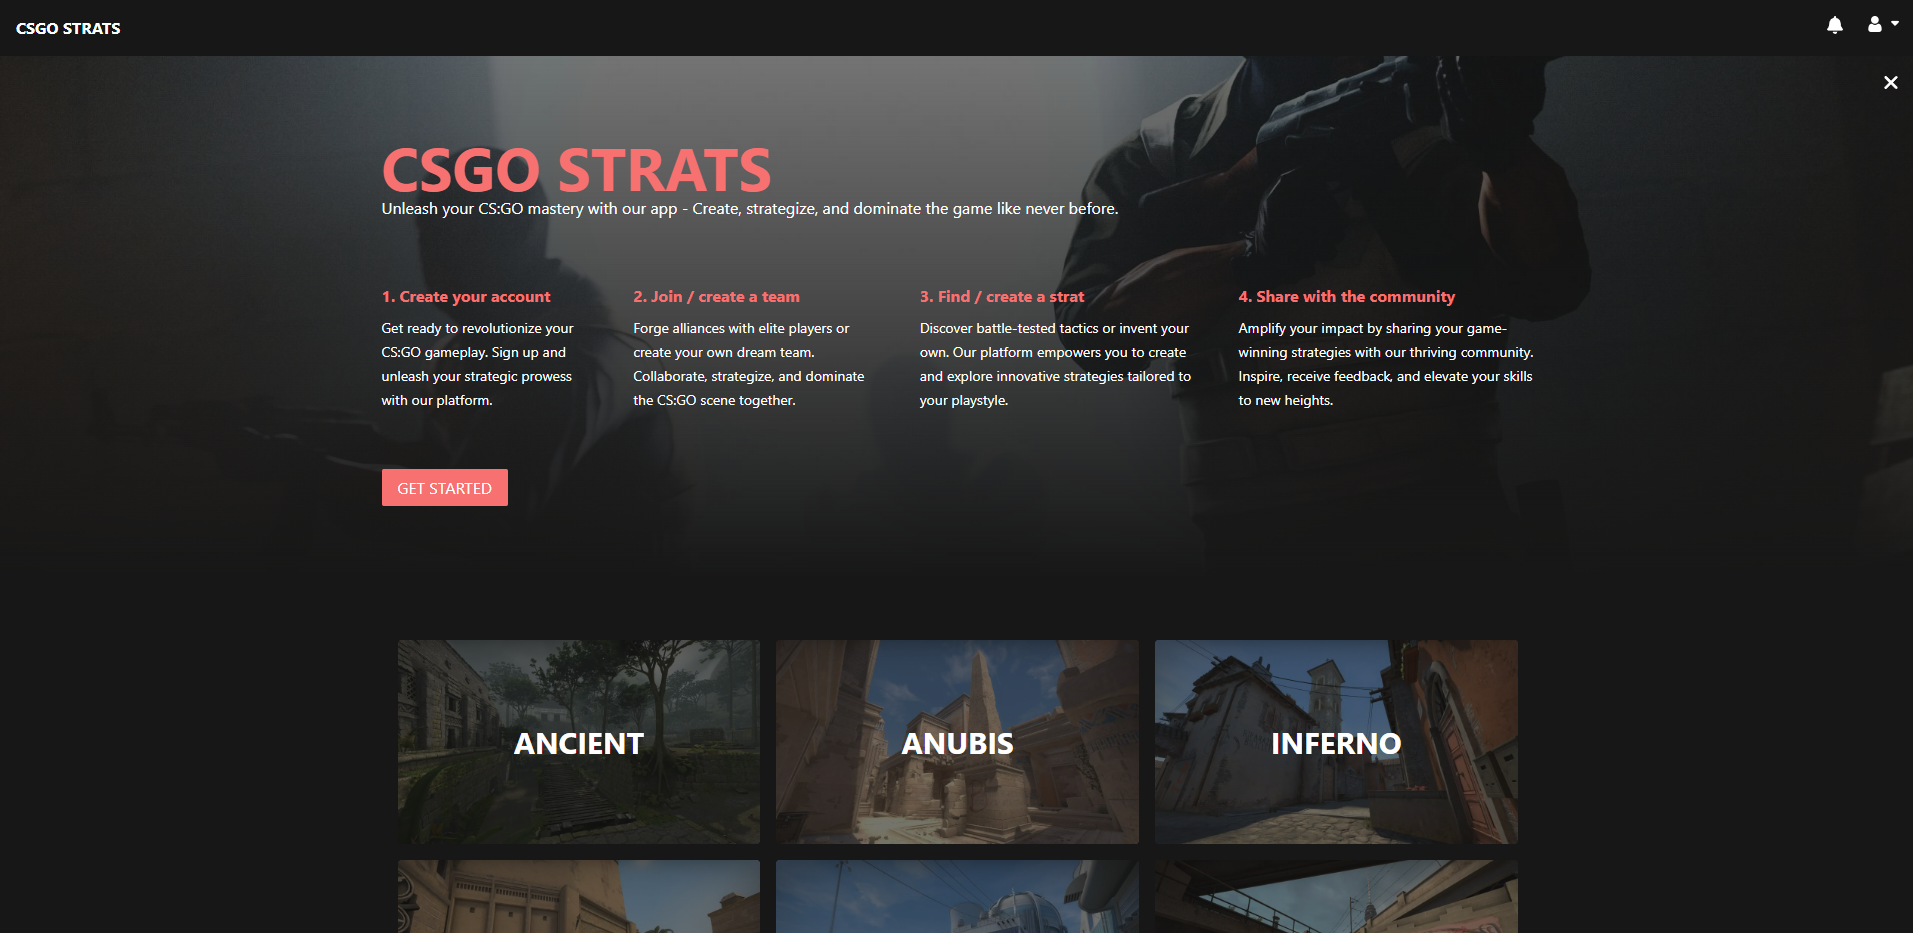 CSGO STRATS
CSGO STRATS
Unleash your CS:GO mastery with our app - Create, strategize, and dominate the game like never before.
1. Create your account
Get ready to revolutionize your
CS:GO gameplay. Sign up and
unleash your strategic prowess
with our platform.
2. Join / create a team
Forge alliances with elite players or
create your own dream team.
Collaborate, strategize, and dominate
the CS:GO scene together.
3. Find / create a strat
Discover battle-tested tactics or invent your
own. Our platform empowers you to create
and explore innovative strategies tailored to
your playstyle.
4. Share with the community
Amplify your impact by sharing your game-
winning strategies with our thriving community.
Inspire, receive feedback, and elevate your skills
to new heights.
GET STARTED
ANCIENT
ANUBIS
INFERNO